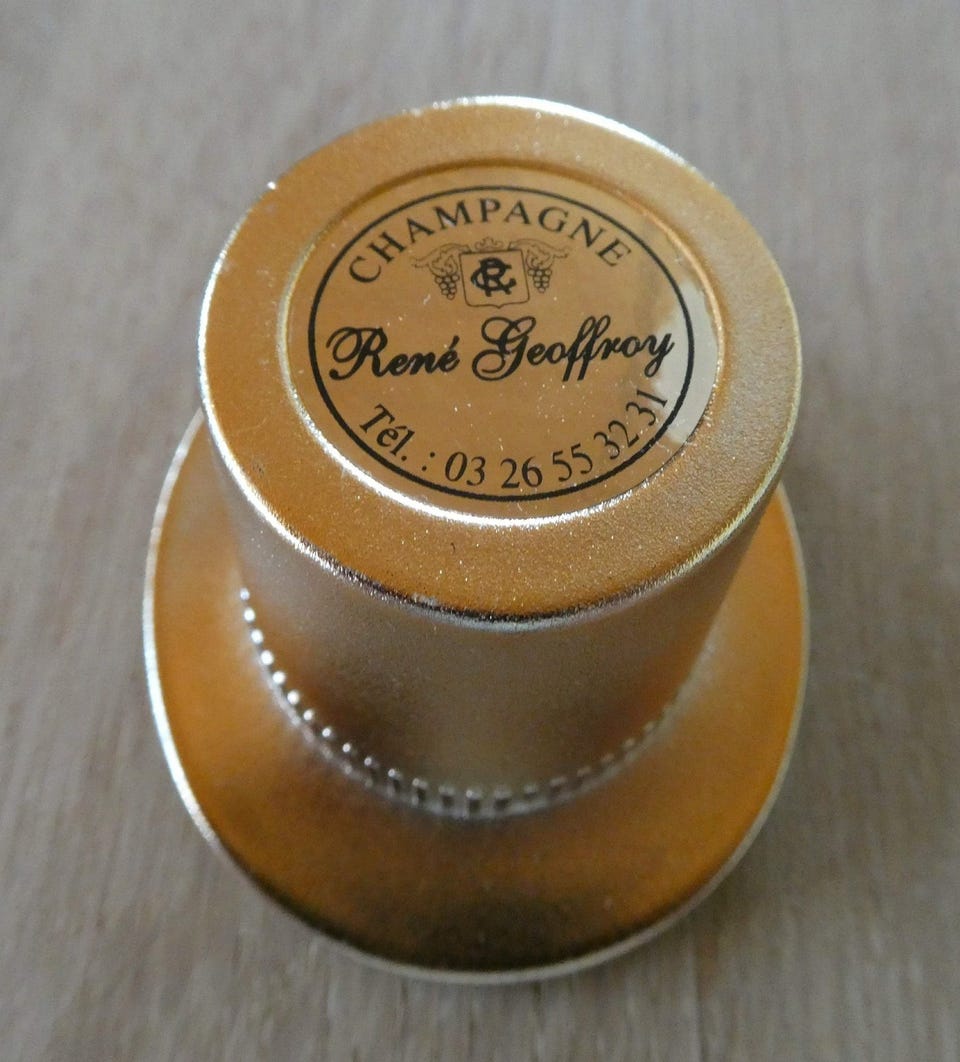 CHAMPAGNE
RG
René Geoffroy
Tél. : 03 26 55 32 31